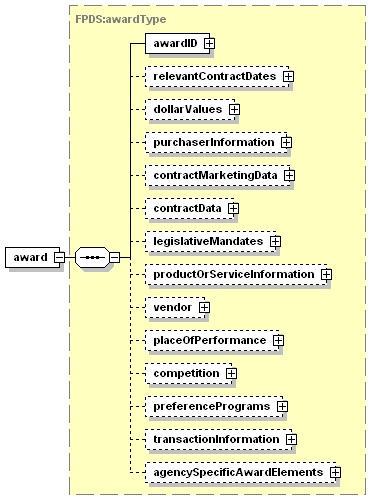 FPDS:awardType
awardID
relevantContractDates
dollarValues
purchaserInformation
contractMarketingData
contractData
legislativeMandates
award
productOrServiceInformation
vendor
placeOfPerformance
competition
preferencePrograms
transactionInformation
agencySpecificAwardElements